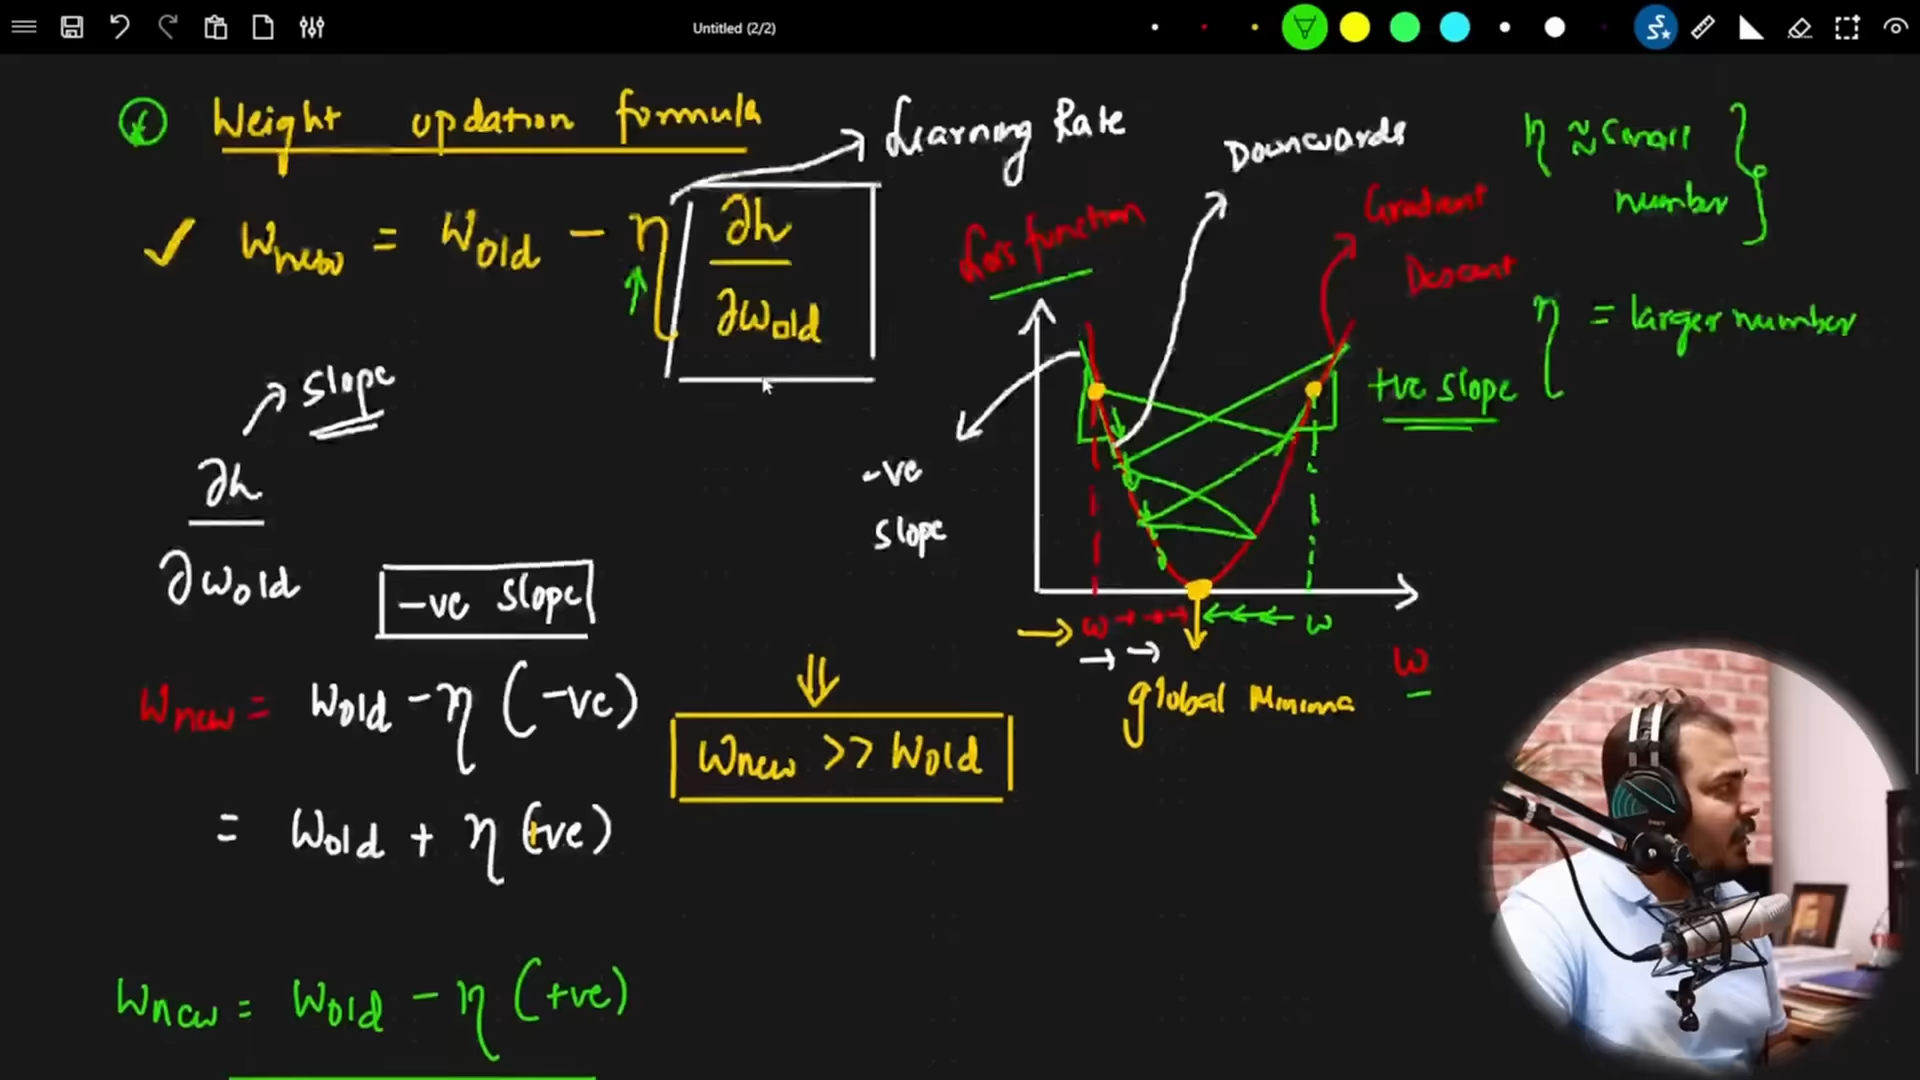 Untitled (2/2)
Weight updation formula
Learning Rate
Downwards
η ≈ Small
number
Wnew = Wold - η ∂h
∂Wold
Loss function
Gradient
Descent
η = larger number
slope
+ve slope
∂h
∂Wold
-ve
slope
-ve slope
W
W
W
global Minima
Wnew = Wold - η (-ve)
Wnew >> Wold
= Wold + η (+ve)
Wnew = Wold - η (+ve)